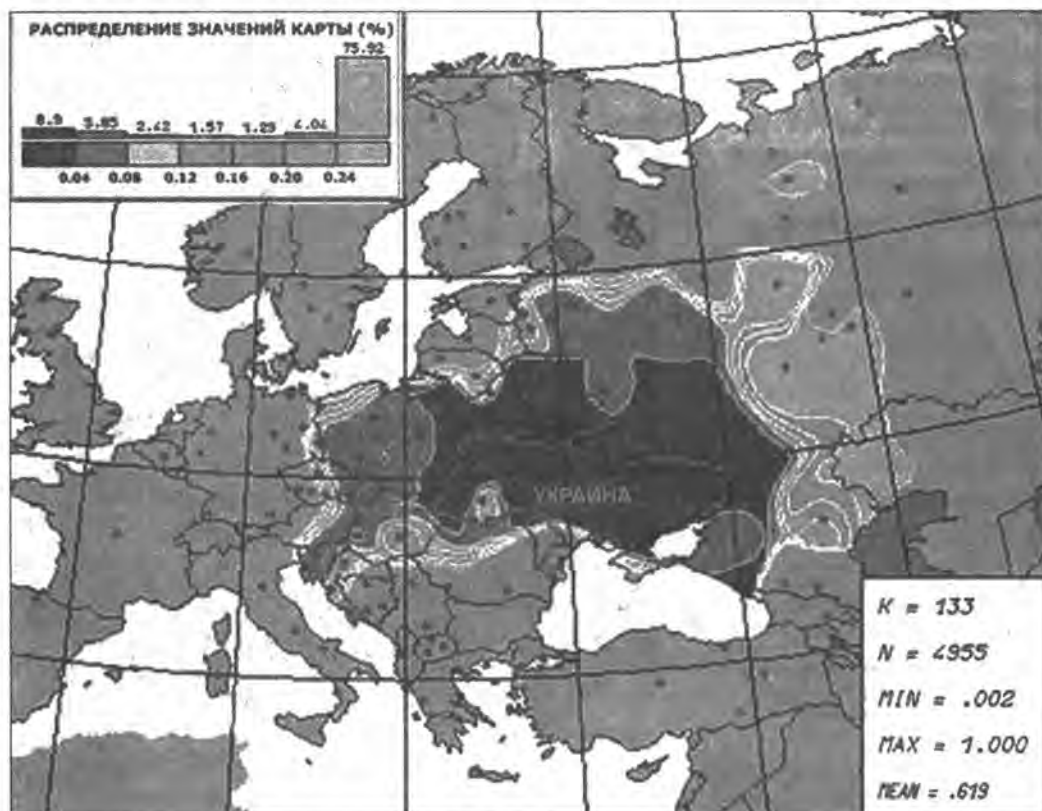 РАСПРЕДЕЛЕНИЕ ЗНАЧЕНИЙ КАРТЫ (%)
75.92
8.9 5.85 2.42 1.57 1.29 4.04
0.04 0.08 0.12 0.16 0.20 0.24
УКРАИНА
K = 133
N = 4955
MIN = .002
MAX = 1.000
MEAN = .619